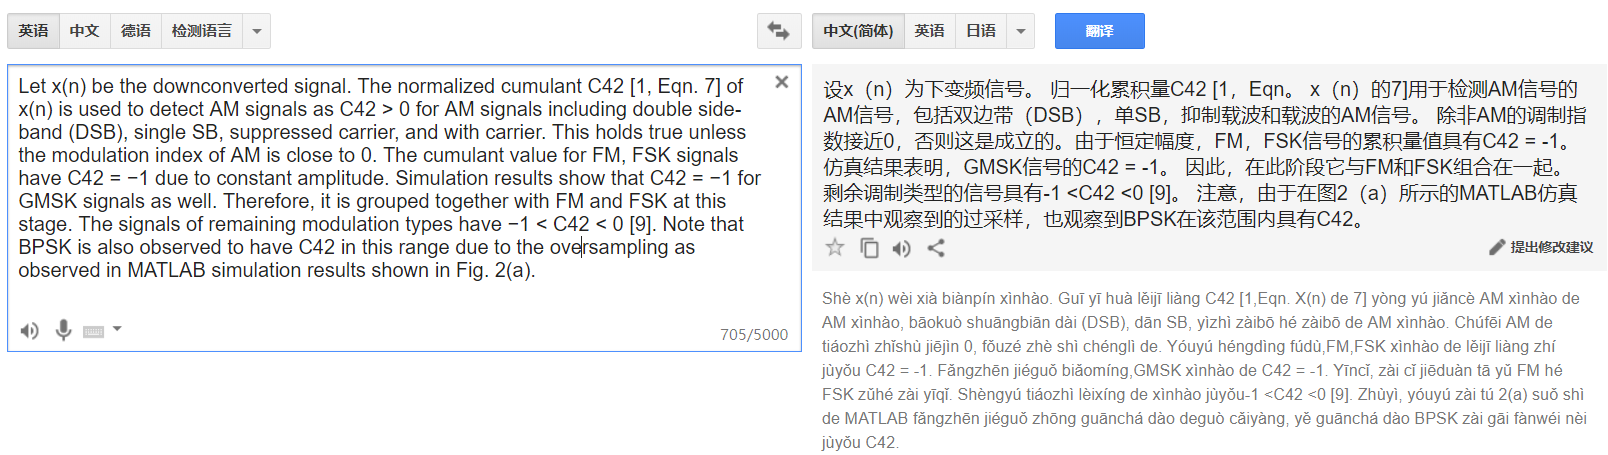 英语 中文 德语 检测语言
中文(简体) 英语 日语 翻译
Let x(n) be the downconverted signal. The normalized cumulant C42 [1, Eqn. 7] of
x(n) is used to detect AM signals as C42 > 0 for AM signals including double side-
band (DSB), single SB, suppressed carrier, and with carrier. This holds true unless
the modulation index of AM is close to 0. The cumulant value for FM, FSK signals
have C42 = −1 due to constant amplitude. Simulation results show that C42 = −1 for
GMSK signals as well. Therefore, it is grouped together with FM and FSK at this
stage. The signals of remaining modulation types have −1 < C42 < 0 [9]. Note that
BPSK is also observed to have C42 in this range due to the oversampling as
observed in MATLAB simulation results shown in Fig. 2(a).
705/5000
设x（n）为下变频信号。 归一化累积量C42 [1，Eqn。 x（n）的7]用于检测AM信号的
AM信号，包括双边带（DSB），单SB，抑制载波和载波的AM信号。 除非AM的调制指
数接近0，否则这是成立的。由于恒定幅度，FM，FSK信号的累积量值具有C42 = -1。
仿真结果表明，GMSK信号的C42 = -1。 因此，在此阶段它与FM和FSK组合在一起。
剩余调制类型的信号具有-1 <C42 <0 [9]。 注意，由于在图2（a）所示的MATLAB仿真
结果中观察到的过采样，也观察到BPSK在该范围内具有C42。
提出修改建议
Shè x(n) wèi xià biànpín xìnhào. Guī yī huà lěijī liàng C42 [1,Eqn. X(n) de 7] yòng yú jiǎncè AM xìnhào de
AM xìnhào, bāokuò shuāngbiān dài (DSB), dān SB, yìzhì zàibō hé zàibō de AM xìnhào. Chúfēi AM de
tiáozhì zhǐshù jiējìn 0, fǒuzé zhè shì chénglì de. Yóuyú héngdìng fúdù,FM,FSK xìnhào de lěijī liàng zhí
jùyǒu C42 = -1. Fǎngzhēn jiéguǒ biǎomíng,GMSK xìnhào de C42 = -1. Yīncǐ, zài cǐ jiēduàn tā yǔ FM hé
FSK zǔhé zài yīqǐ. Shèngyú tiáozhì lèixíng de xìnhào jùyǒu-1 <C42 <0 [9]. Zhùyì, yóuyú zài tú 2(a) suǒ shì
de MATLAB fǎngzhēn jiéguǒ zhōng guānchá dào deguò cǎiyàng, yě guānchá dào BPSK zài gāi fànwéi nèi
jùyǒu C42.